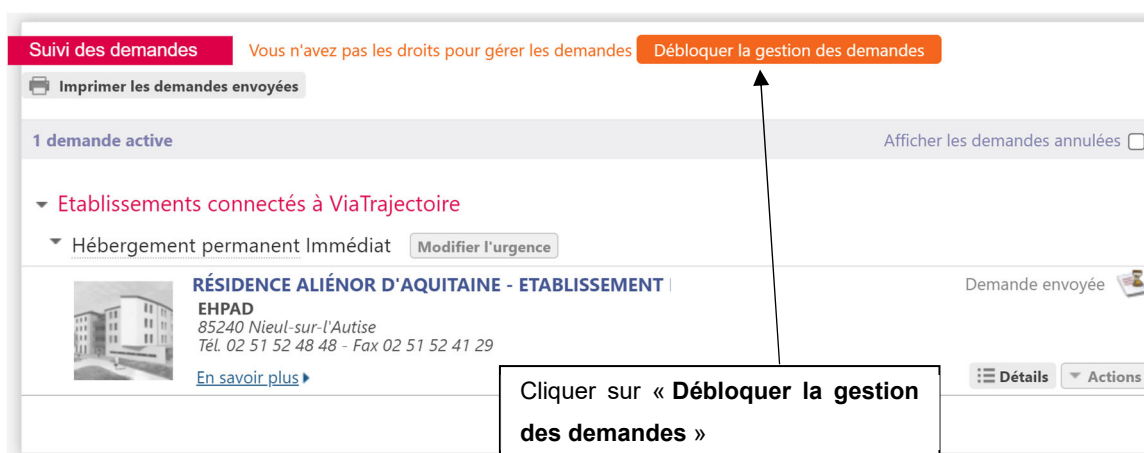 Suivi des demandes Vous n'avez pas les droits pour gérer les demandes Débloquer la gestion des demandes
Imprimer les demandes envoyées
1 demande active Afficher les demandes annulées
Etablissements connectés à ViaTrajectoire
Hébergement permanent Immédiat Modifier l'urgence
RÉSIDENCE ALIÉNOR D'AQUITAINE - ETABLISSEMENT
Demande envoyée
EHPAD
85240 Nieul-sur-l'Autise
Tél. 02 51 52 48 48 - Fax 02 51 52 41 29
En savoir plus
Détails Actions
Cliquer sur « Débloquer la gestion
des demandes »